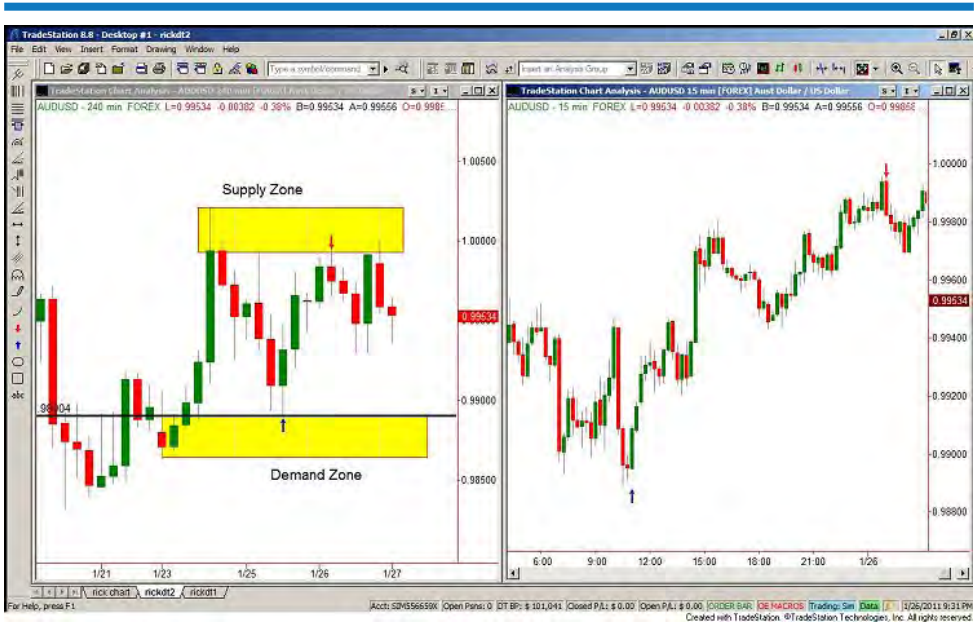 TradeStation 8.8 - Desktop #1 - rickdt2
File Edit View Insert Format Drawing Window Help
Type a symbol/command
Insert an Analysis Group
abc
AUDUSD - 240 min FOREX L=0.99534 -0.00382 -0.38% B=0.99534 A=0.99556
Supply Zone
Demand Zone
1.00500
1.00000
0.99534
0.99000
0.98500
1/21 1/23 1/25 1/26 1/27
TradeStation Chart Analysis - AUDUSD 15 min [FOREX] Aust Dollar / US Dollar
AUDUSD - 15 min FOREX L=0.99534 -0.00382 -0.38% B=0.99534 A=0.99556
1.00000
0.99800
0.99600
0.99534
0.99400
0.99200
0.99000
0.98800
6:00 9:00 12:00 15:00 18:00 21:00 1/26
rick chart rickdt2 rickdt1
For Help, press F1
Acct: SIM556659X Open Psns: 0 DT BP: $ 101,041 Closed P/L: $ 0.00 Open P/L: $ 0.00 ORDER BAR OE MACROS Trading: Sim Data 1/26/2011 9:31 PM
Created with TradeStation. ©TradeStation Technologies, Inc. All rights reserved.